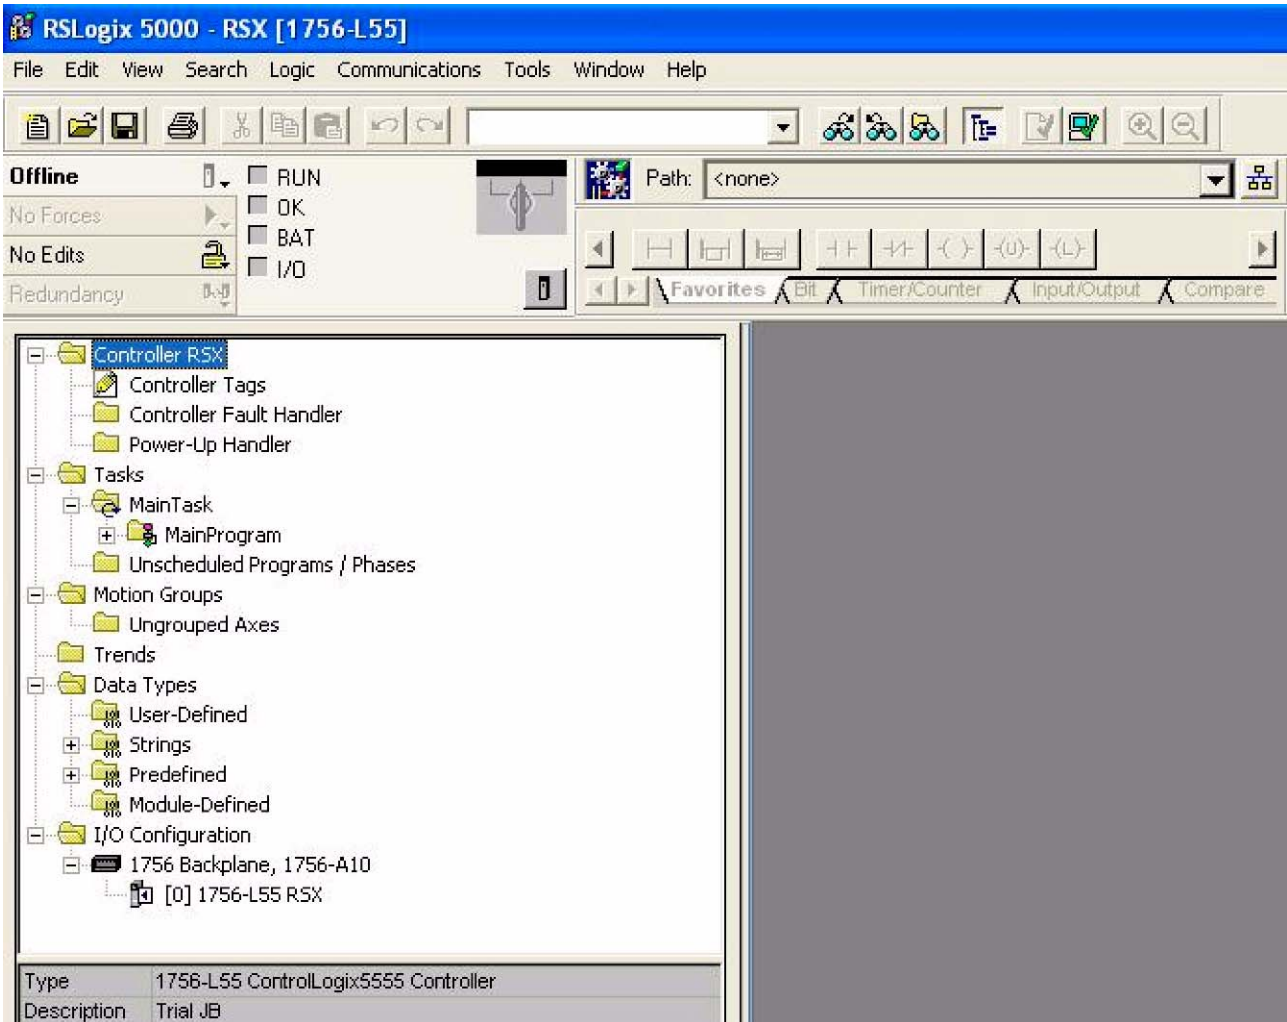 RSLogix 5000 - RSX [1756-L55]
File Edit View Search Logic Communications Tools Window Help
Offline
RUN
Path: <none>
No Forces
OK
No Edits
BAT
I/O
Redundancy
Favorites Bit Timer/Counter Input/Output Compare
Controller RSX
Controller Tags
Controller Fault Handler
Power-Up Handler
Tasks
MainTask
MainProgram
Unscheduled Programs / Phases
Motion Groups
Ungrouped Axes
Trends
Data Types
User-Defined
Strings
Predefined
Module-Defined
I/O Configuration
1756 Backplane, 1756-A10
[0] 1756-L55 RSX
Type 1756-L55 ControlLogix5555 Controller
Description Trial JB